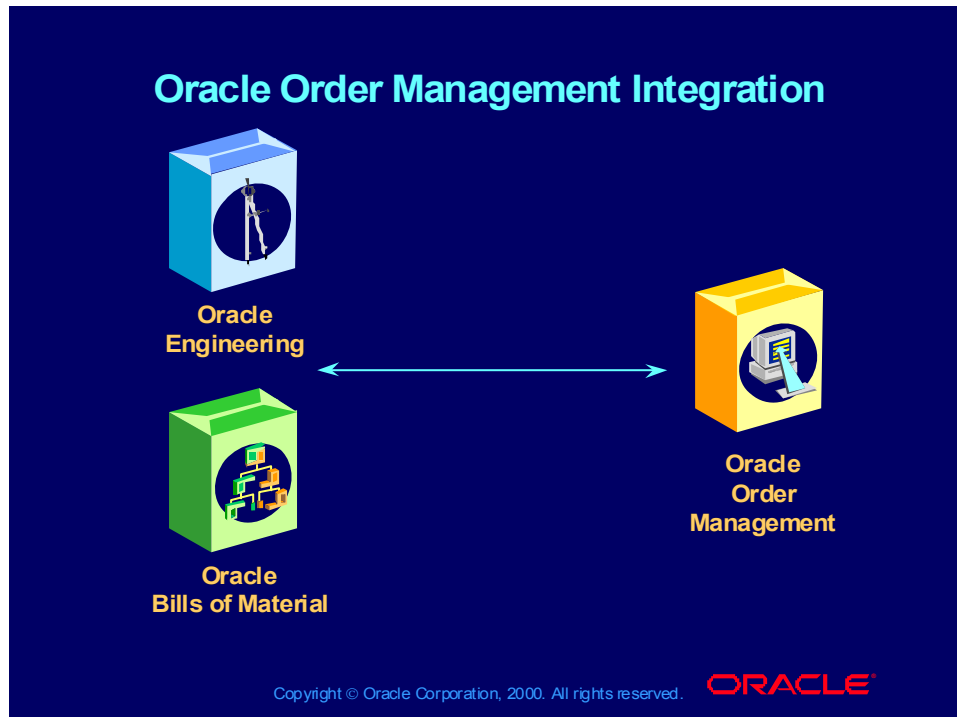 Oracle Order Management Integration
Oracle
Engineering
Oracle
Order
Management
Oracle
Bills of Material
Copyright © Oracle Corporation, 2000. All rights reserved.
ORACLE®